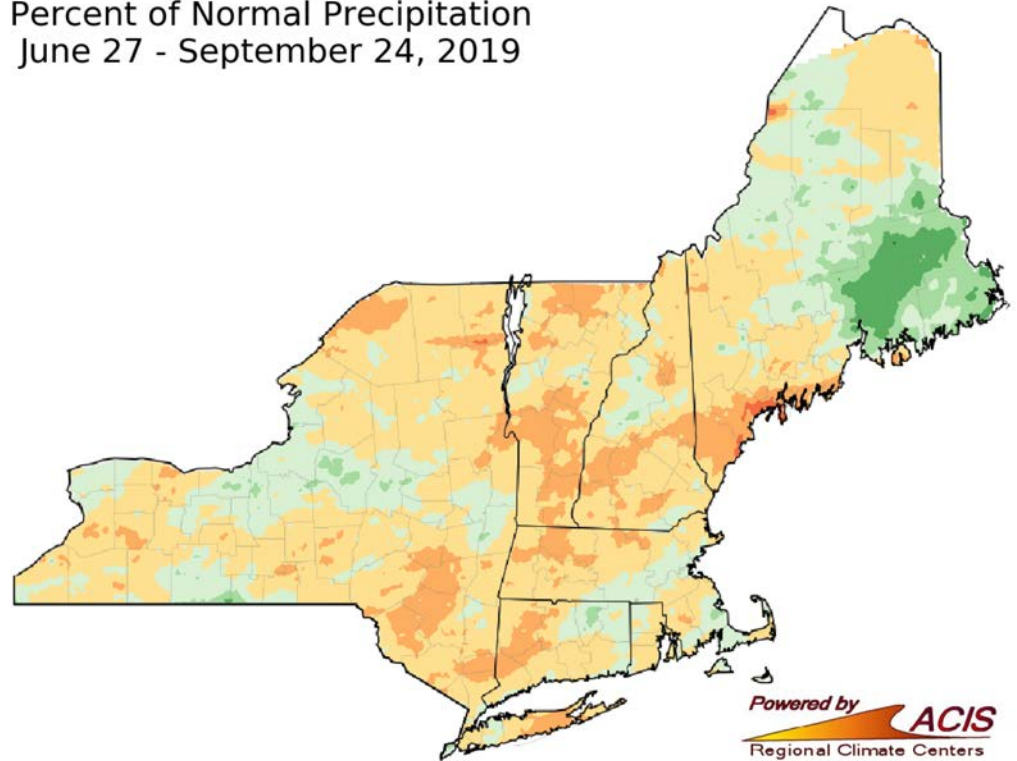 Percent of Normal Precipitation
June 27 - September 24, 2019
Powered by
ACIS
Regional Climate Centers